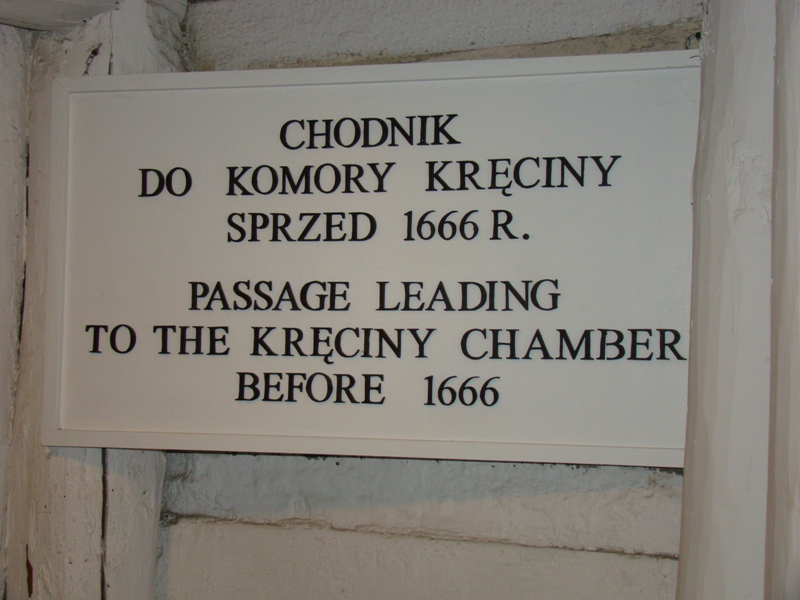 CHODNIK
DO KOMORY KRĘCINY
SPRZED 1666 R.
PASSAGE LEADING
TO THE KRĘCINY CHAMBER
BEFORE 1666